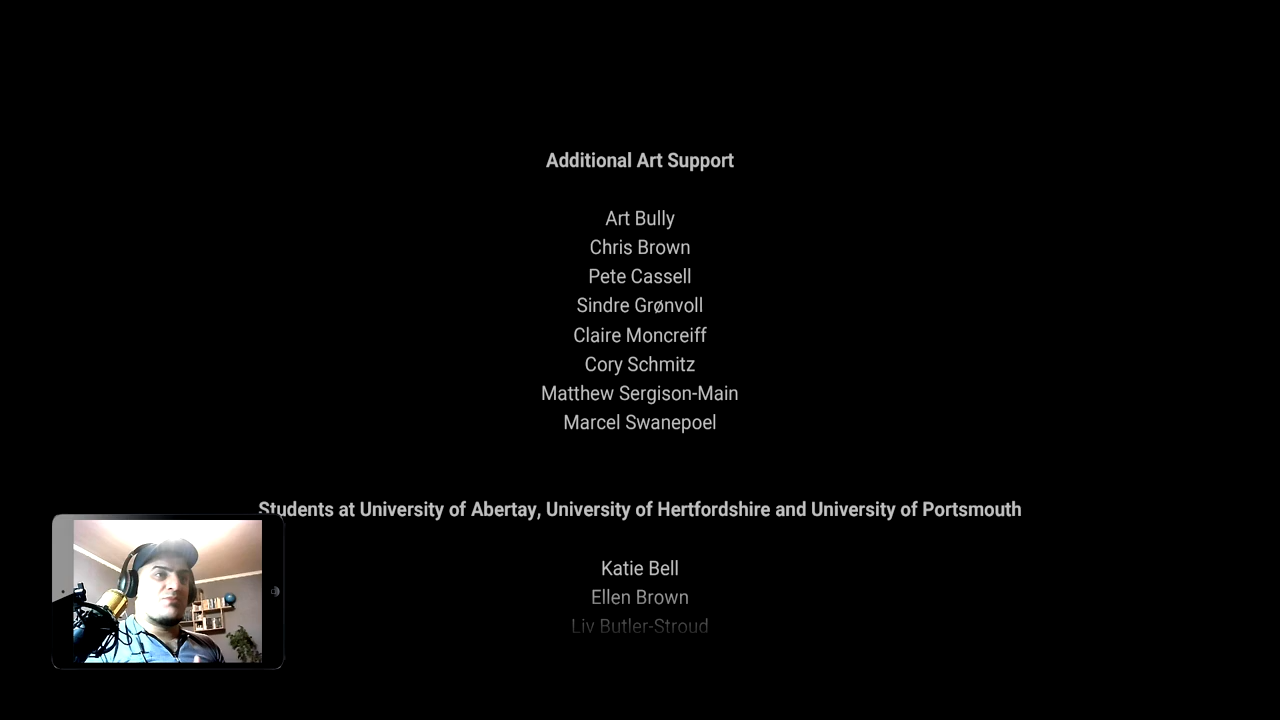 Additional Art Support
Art Bully
Chris Brown
Pete Cassell
Sindre Grønvoll
Claire Moncreiff
Cory Schmitz
Matthew Sergison-Main
Marcel Swanepoel
Students at University of Abertay, University of Hertfordshire and University of Portsmouth
Katie Bell
Ellen Brown
Liv Butler-Stroud